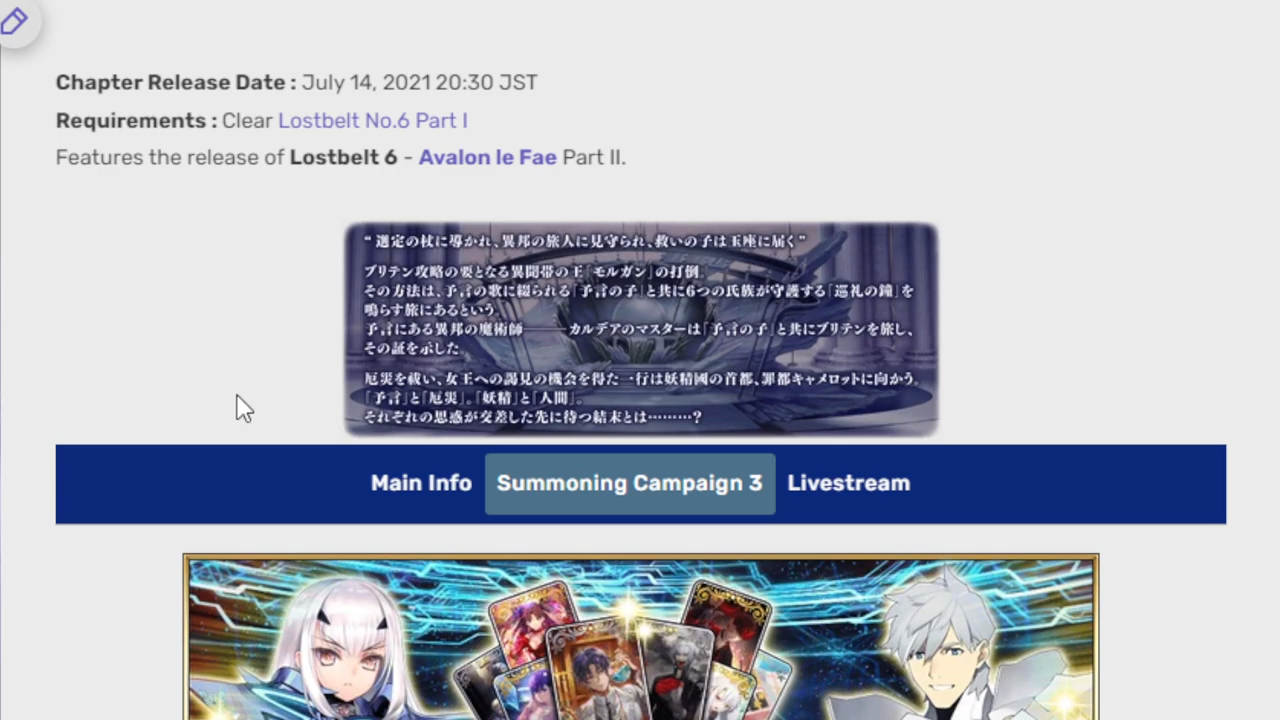 Chapter Release Date : July 14, 2021 20:30 JST
Requirements : Clear Lostbelt No.6 Part I
Features the release of Lostbelt 6 - Avalon le Fae Part II.
“選定の杖に導かれ、異邦の旅人に見守られ、救いの子は玉座に届く”
ブリテン攻略の要となる異聞帯の王「モルガン」の打倒。
その方法は、予言の歌に綴られる「予言の子」と共に6つの氏族が守護する「巡礼の鐘」を
鳴らす旅にあるという。
予言にある異邦の魔術師――カルデアのマスターは「予言の子」と共にブリテンを旅し、
その証を示した。
厄災を祓い、女王への謁見の機会を得た一行は妖精國の首都、罪都キャメロットに向かう。
「予言」と「厄災」。「妖精」と「人間」。
それぞれの思惑が交差した先に待つ結末とは………？
Main Info Summoning Campaign 3 Livestream